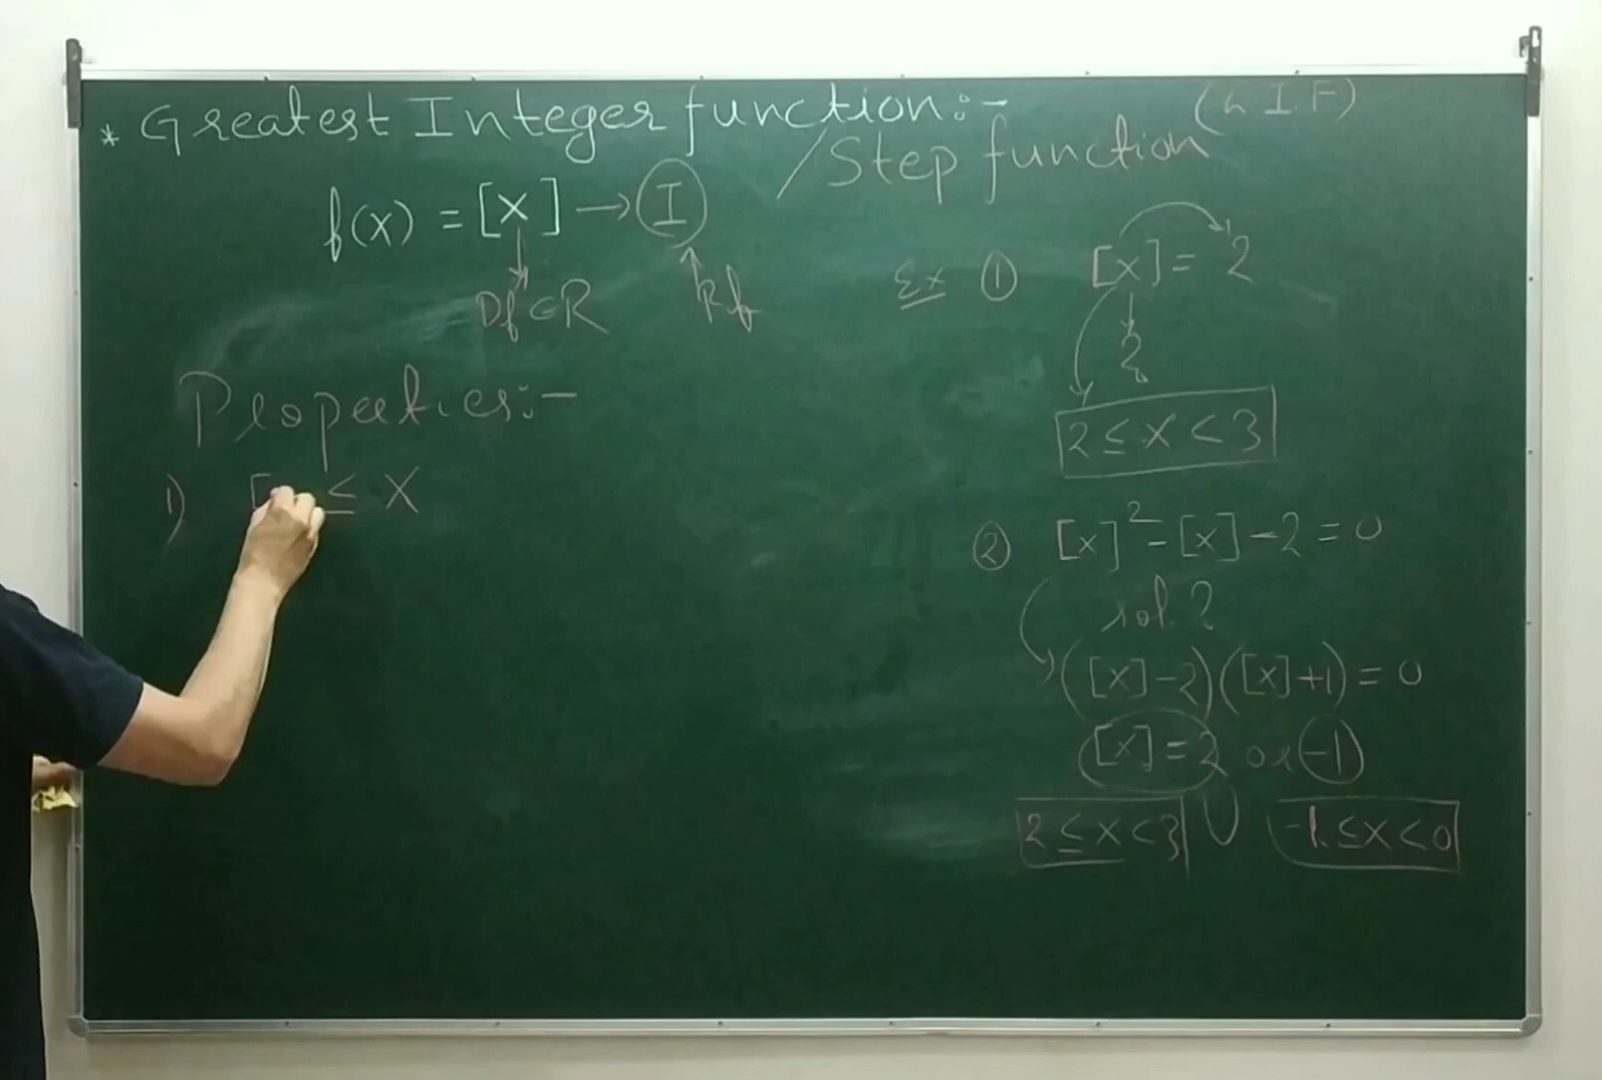 * Greatest Integer function:-
(G I F)
/Step function
f(x) = [x] → I
Df ∈ R
Rf
Properties:-
1) [ ≤ x
Ex ① [x] = 2
2
2 ≤ x < 3
② [x]² - [x] - 2 = 0
sol. ?
([x]-2)([x]+1) = 0
[x] = 2 or -1
2 ≤ x < 3 ∪ -1 ≤ x < 0